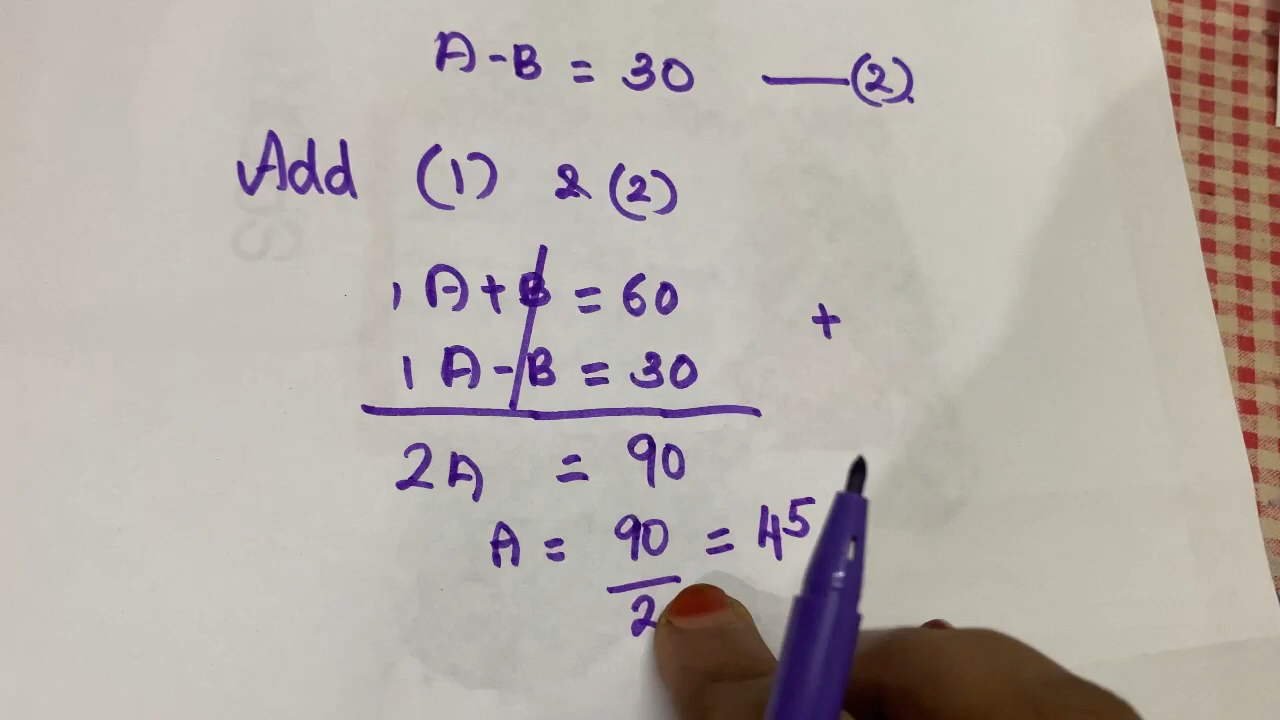 A-B = 30 —(2).
Add (1) & (2)
1 A+B = 60
1 A-B = 30
+
2A = 90
A = 90/2 = 45